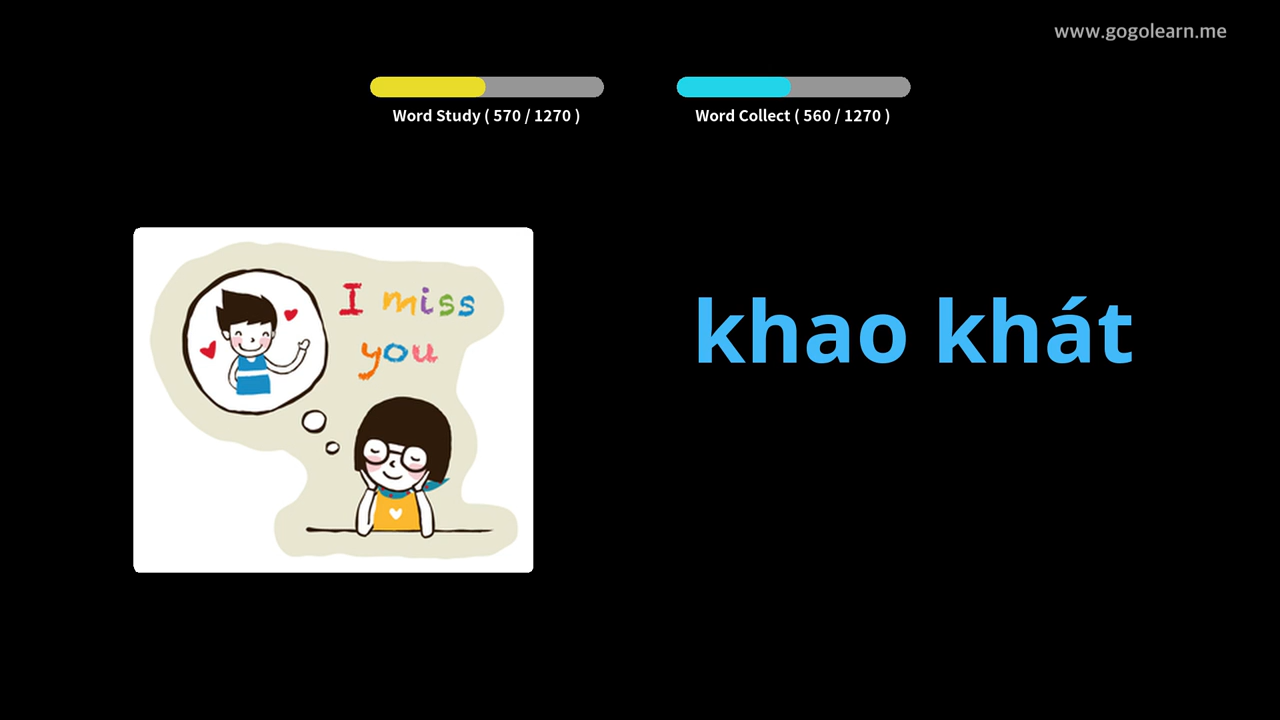 www.gogolearn.me
Word Study ( 570 / 1270 )
Word Collect ( 560 / 1270 )
I miss
you
khao khát